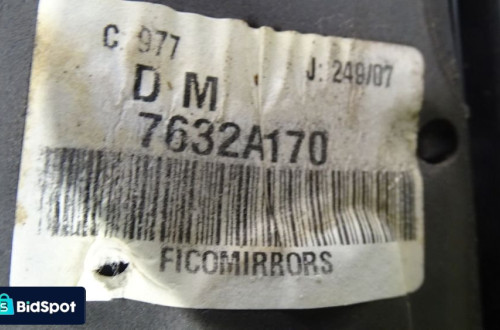 C. 977
J: 249/07
D M
7632A170
FICOMIRRORS
BidSpot